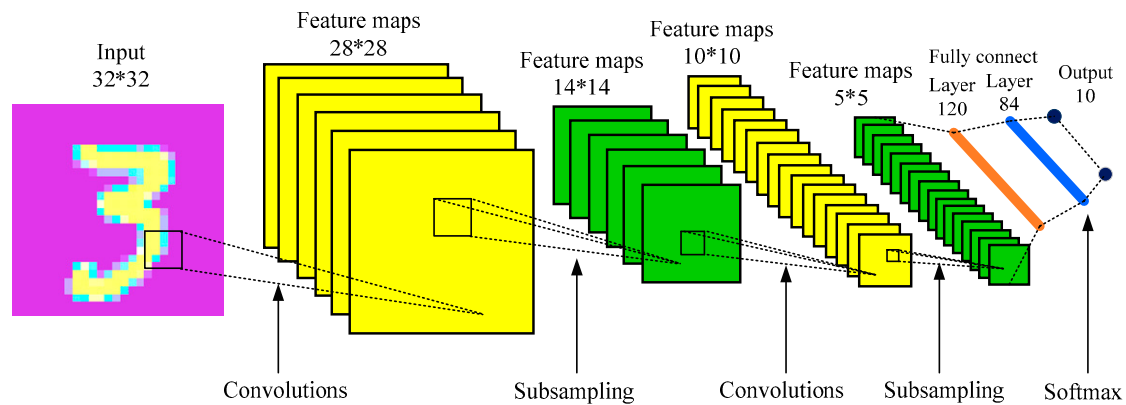 Input
32*32
Feature maps
28*28
Feature maps
14*14
Feature maps
10*10
Feature maps
5*5
Fully connect
Layer
120
Layer
84
Output
10
Convolutions
Subsampling
Convolutions
Subsampling
Softmax